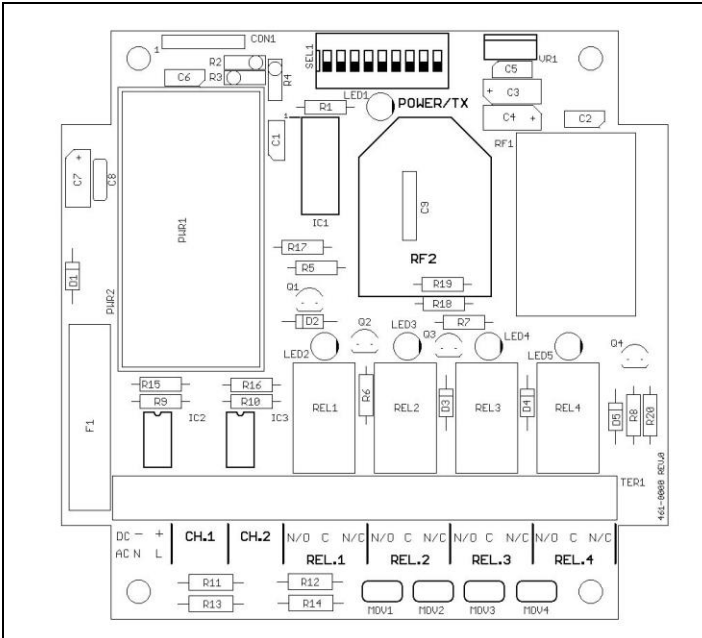 1 CON1
R2
R3
R4
C6
SEL1
VR1
C5
C3 +
C4 +
C2
LED1
POWER/TX
R1
1
C1
IC1
RF1
C9
RF2
C7 +
C8
D1
PWR1
PWR2
R17
R5
R19
R18
R7
Q1
D2
Q2
Q3
Q4
LED2
LED3
LED4
LED5
REL1
R6
REL2
D3
REL3
D4
REL4
D5
R8
R20
R15
R16
R9
R10
IC2
IC3
F1
TER1
461-0000 REV.0
DC - + CH.1 CH.2 N/O C N/C N/O C N/C N/O C N/C N/O C N/C
AC N L REL.1 REL.2 REL.3 REL.4
R11 R12
R13 R14
MOV1 MOV2 MOV3 MOV4